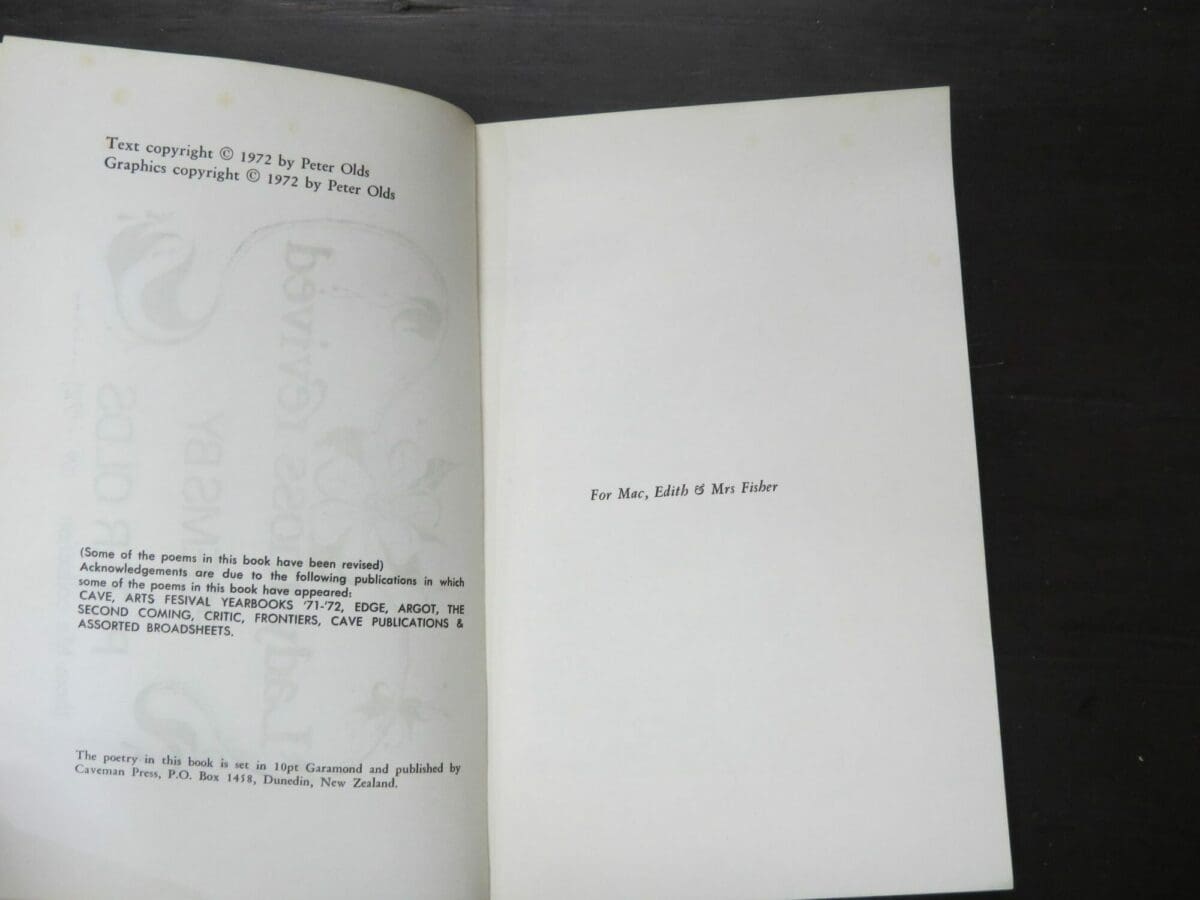 Text copyright © 1972 by Peter Olds
Graphics copyright © 1972 by Peter Olds
(Some of the poems in this book have been revised)
Acknowledgements are due to the following publications in which
some of the poems in this book have appeared:
CAVE, ARTS FESIVAL YEARBOOKS '71-'72, EDGE, ARGOT, THE
SECOND COMING, CRITIC, FRONTIERS, CAVE PUBLICATIONS &
ASSORTED BROADSHEETS.
The poetry in this book is set in 10pt Garamond and published by
Caveman Press, P.O. Box 1458, Dunedin, New Zealand.
For Mac, Edith & Mrs Fisher